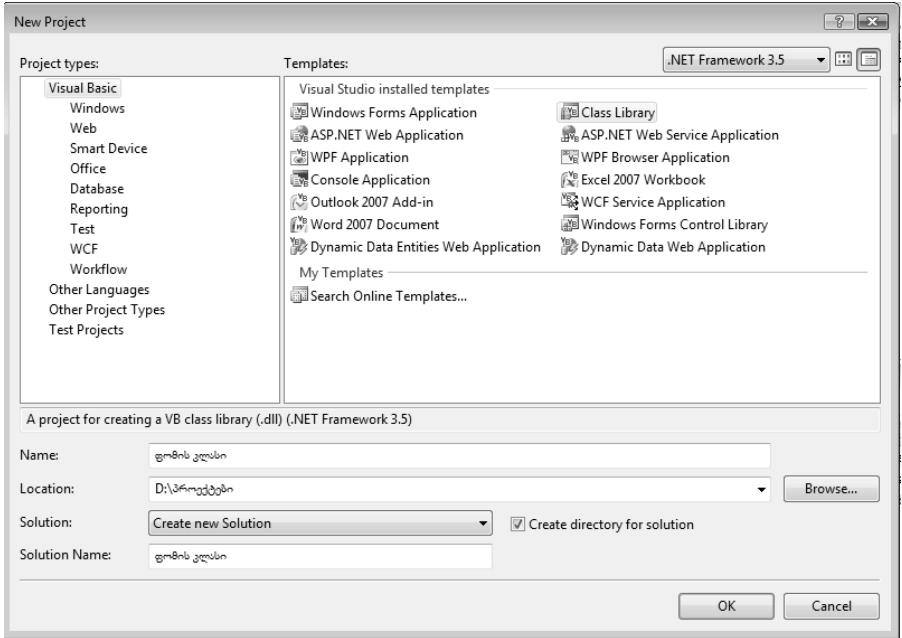 New Project
Project types:
Templates:
.NET Framework 3.5
Visual Basic
Windows
Web
Smart Device
Office
Database
Reporting
Test
WCF
Workflow
Other Languages
Other Project Types
Test Projects
Visual Studio installed templates
Windows Forms Application
Class Library
ASP.NET Web Application
ASP.NET Web Service Application
WPF Application
WPF Browser Application
Console Application
Excel 2007 Workbook
Outlook 2007 Add-in
WCF Service Application
Word 2007 Document
Windows Forms Control Library
Dynamic Data Entities Web Application
Dynamic Data Web Application
My Templates
Search Online Templates...
A project for creating a VB class library (.dll) (.NET Framework 3.5)
Name:
ფომის კლასი
Location:
D:\პროექტები
Browse...
Solution:
Create new Solution
Create directory for solution
Solution Name:
ფომის კლასი
OK
Cancel